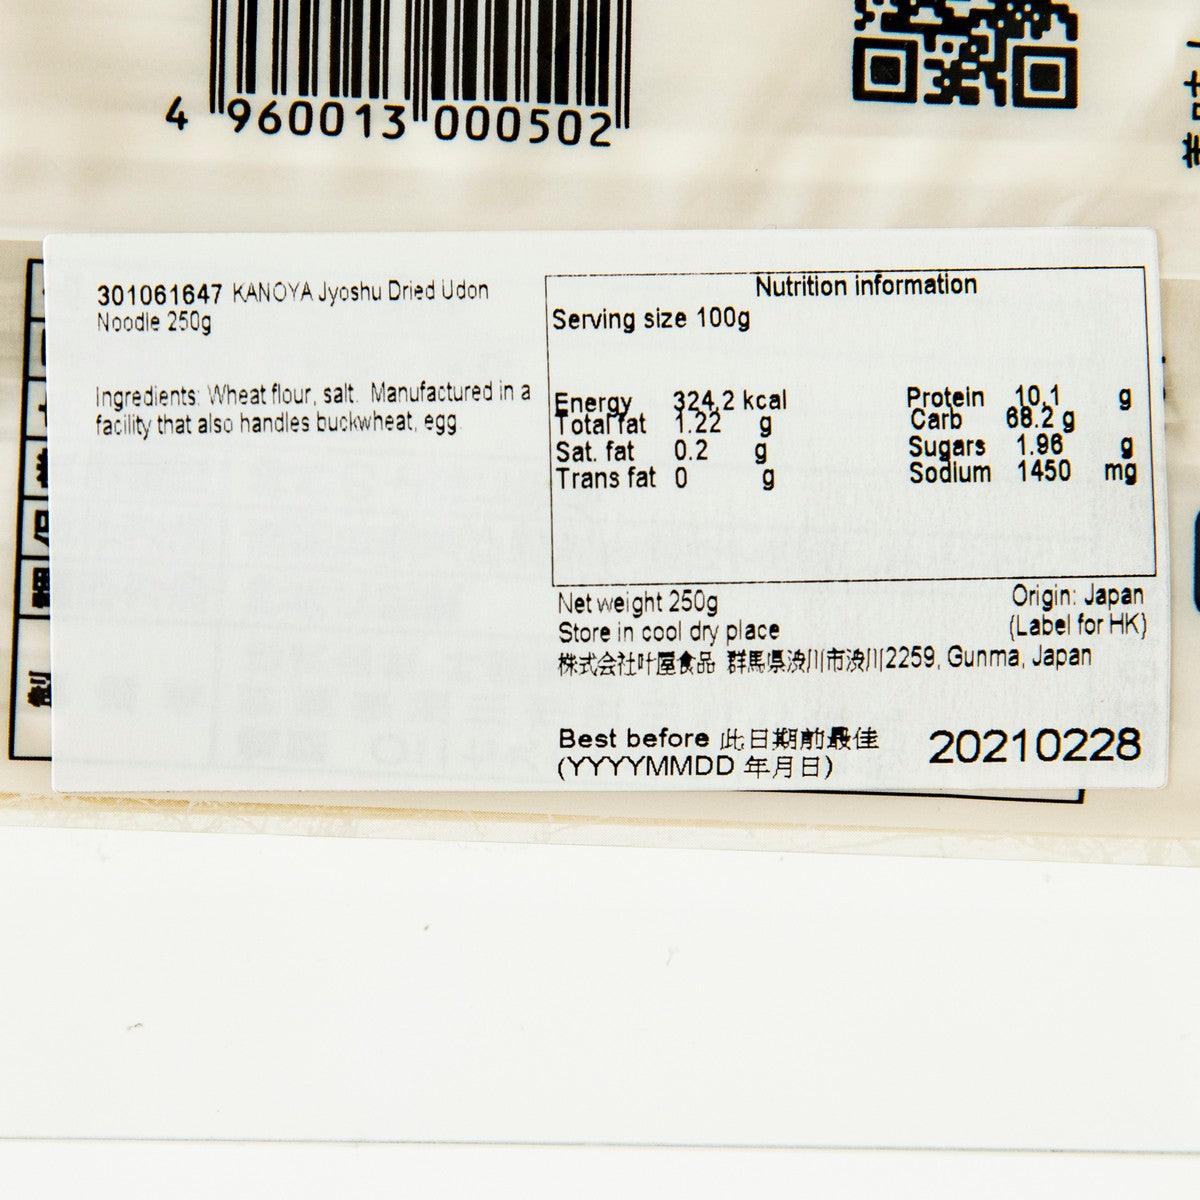 4 960013 000502
301061647 KANOYA Jyoshu Dried Udon
Noodle 250g
Ingredients: Wheat flour, salt. Manufactured in a
facility that also handles buckwheat, egg.
Nutrition information
Serving size 100g
Energy 324.2 kcal Protein 10.1 g
Total fat 1.22 g Carb 68.2 g
Sat. fat 0.2 g Sugars 1.96 g
Trans fat 0 g Sodium 1450 mg
Net weight 250g Origin: Japan
Store in cool dry place (Label for HK)
株式会社叶屋食品 群馬県渋川市渋川2259, Gunma, Japan
Best before 此日期前最佳 20210228
(YYYYMMDD 年月日)